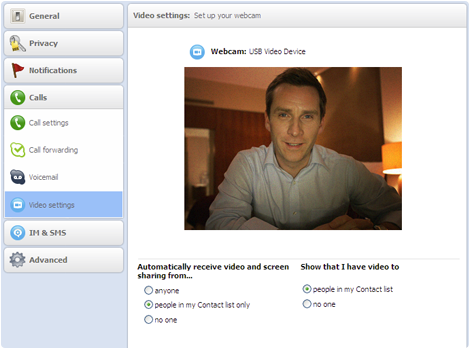 General
Privacy
Notifications
Calls
Call settings
Call forwarding
Voicemail
Video settings
IM & SMS
Advanced
Video settings: Set up your webcam
Webcam: USB Video Device
Automatically receive video and screen
sharing from...
anyone
people in my Contact list only
no one
Show that I have video to
people in my Contact list
no one